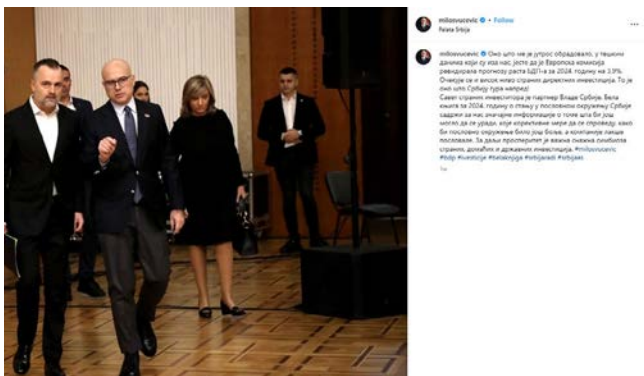 milosvucevic • Follow
Palata Srbija
milosvucevic Оно што ме је јутрос обрадовало, у тешким
данима који су иза нас, јесте да је Европска комисија
ревидирала прогнозу раста БДП-а за 2024. годину на 3,9%.
Очекује се и висок ниво страних директних инвестиција. То је
оно што Србију гура напред!
Савет страних инвеститора је партнер Владе Србије. Бела
књига за 2024. годину о стању у пословном окружењу Србије
садржи за нас значајне информације о томе шта би још
могло да се уради, које корективне мере да се спроведу, како
би пословно окружење било још боље, а компаније лакше
пословале. За даљи просперитет је важна снажна симбиоза
страних, домаћих и државних инвестиција. #milosvucevic
#bdp #investicije #belaknjiga #srbijaradi #srbijaes